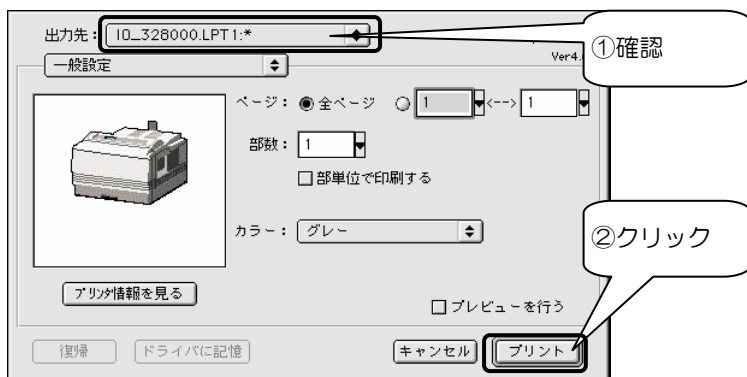 出力先： IO_328000.LPT1:*
①確認
Ver4.
一般設定
ページ： 全ページ 1 <--> 1
部数： 1
部単位で印刷する
カラー： グレー
②クリック
プリンタ情報を見る
プレビューを行う
復帰 ドライバに記憶 キャンセル プリント